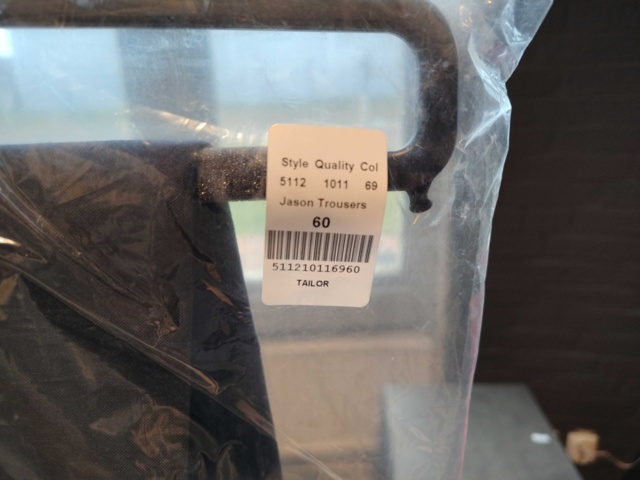 Style Quality Col
5112 1011 69
Jason Trousers
60
511210116960
TAILOR